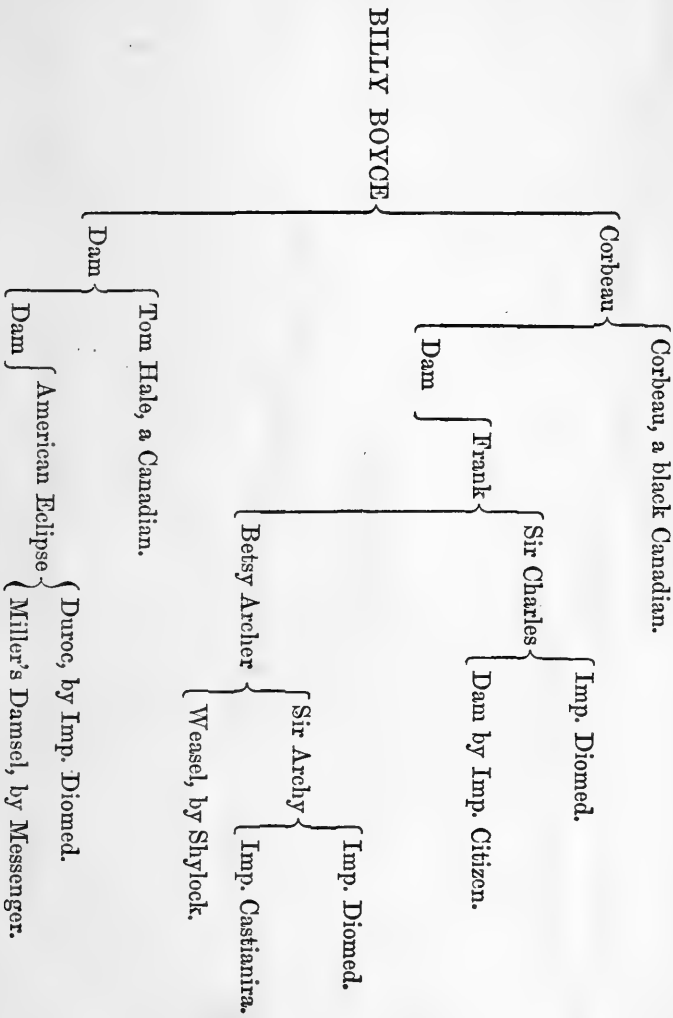 BILLY BOYCE
Corbeau
Corbeau, a black Canadian.
Dam
Frank
Sir Charles
Imp. Diomed.
Dam by Imp. Citizen.
Betsy Archer
Sir Archy
Imp. Diomed.
Imp. Castianira.
Weasel, by Shylock.
Dam
Tom Hale, a Canadian.
Dam
American Eclipse
Duroc, by Imp. Diomed.
Miller's Damsel, by Messenger.